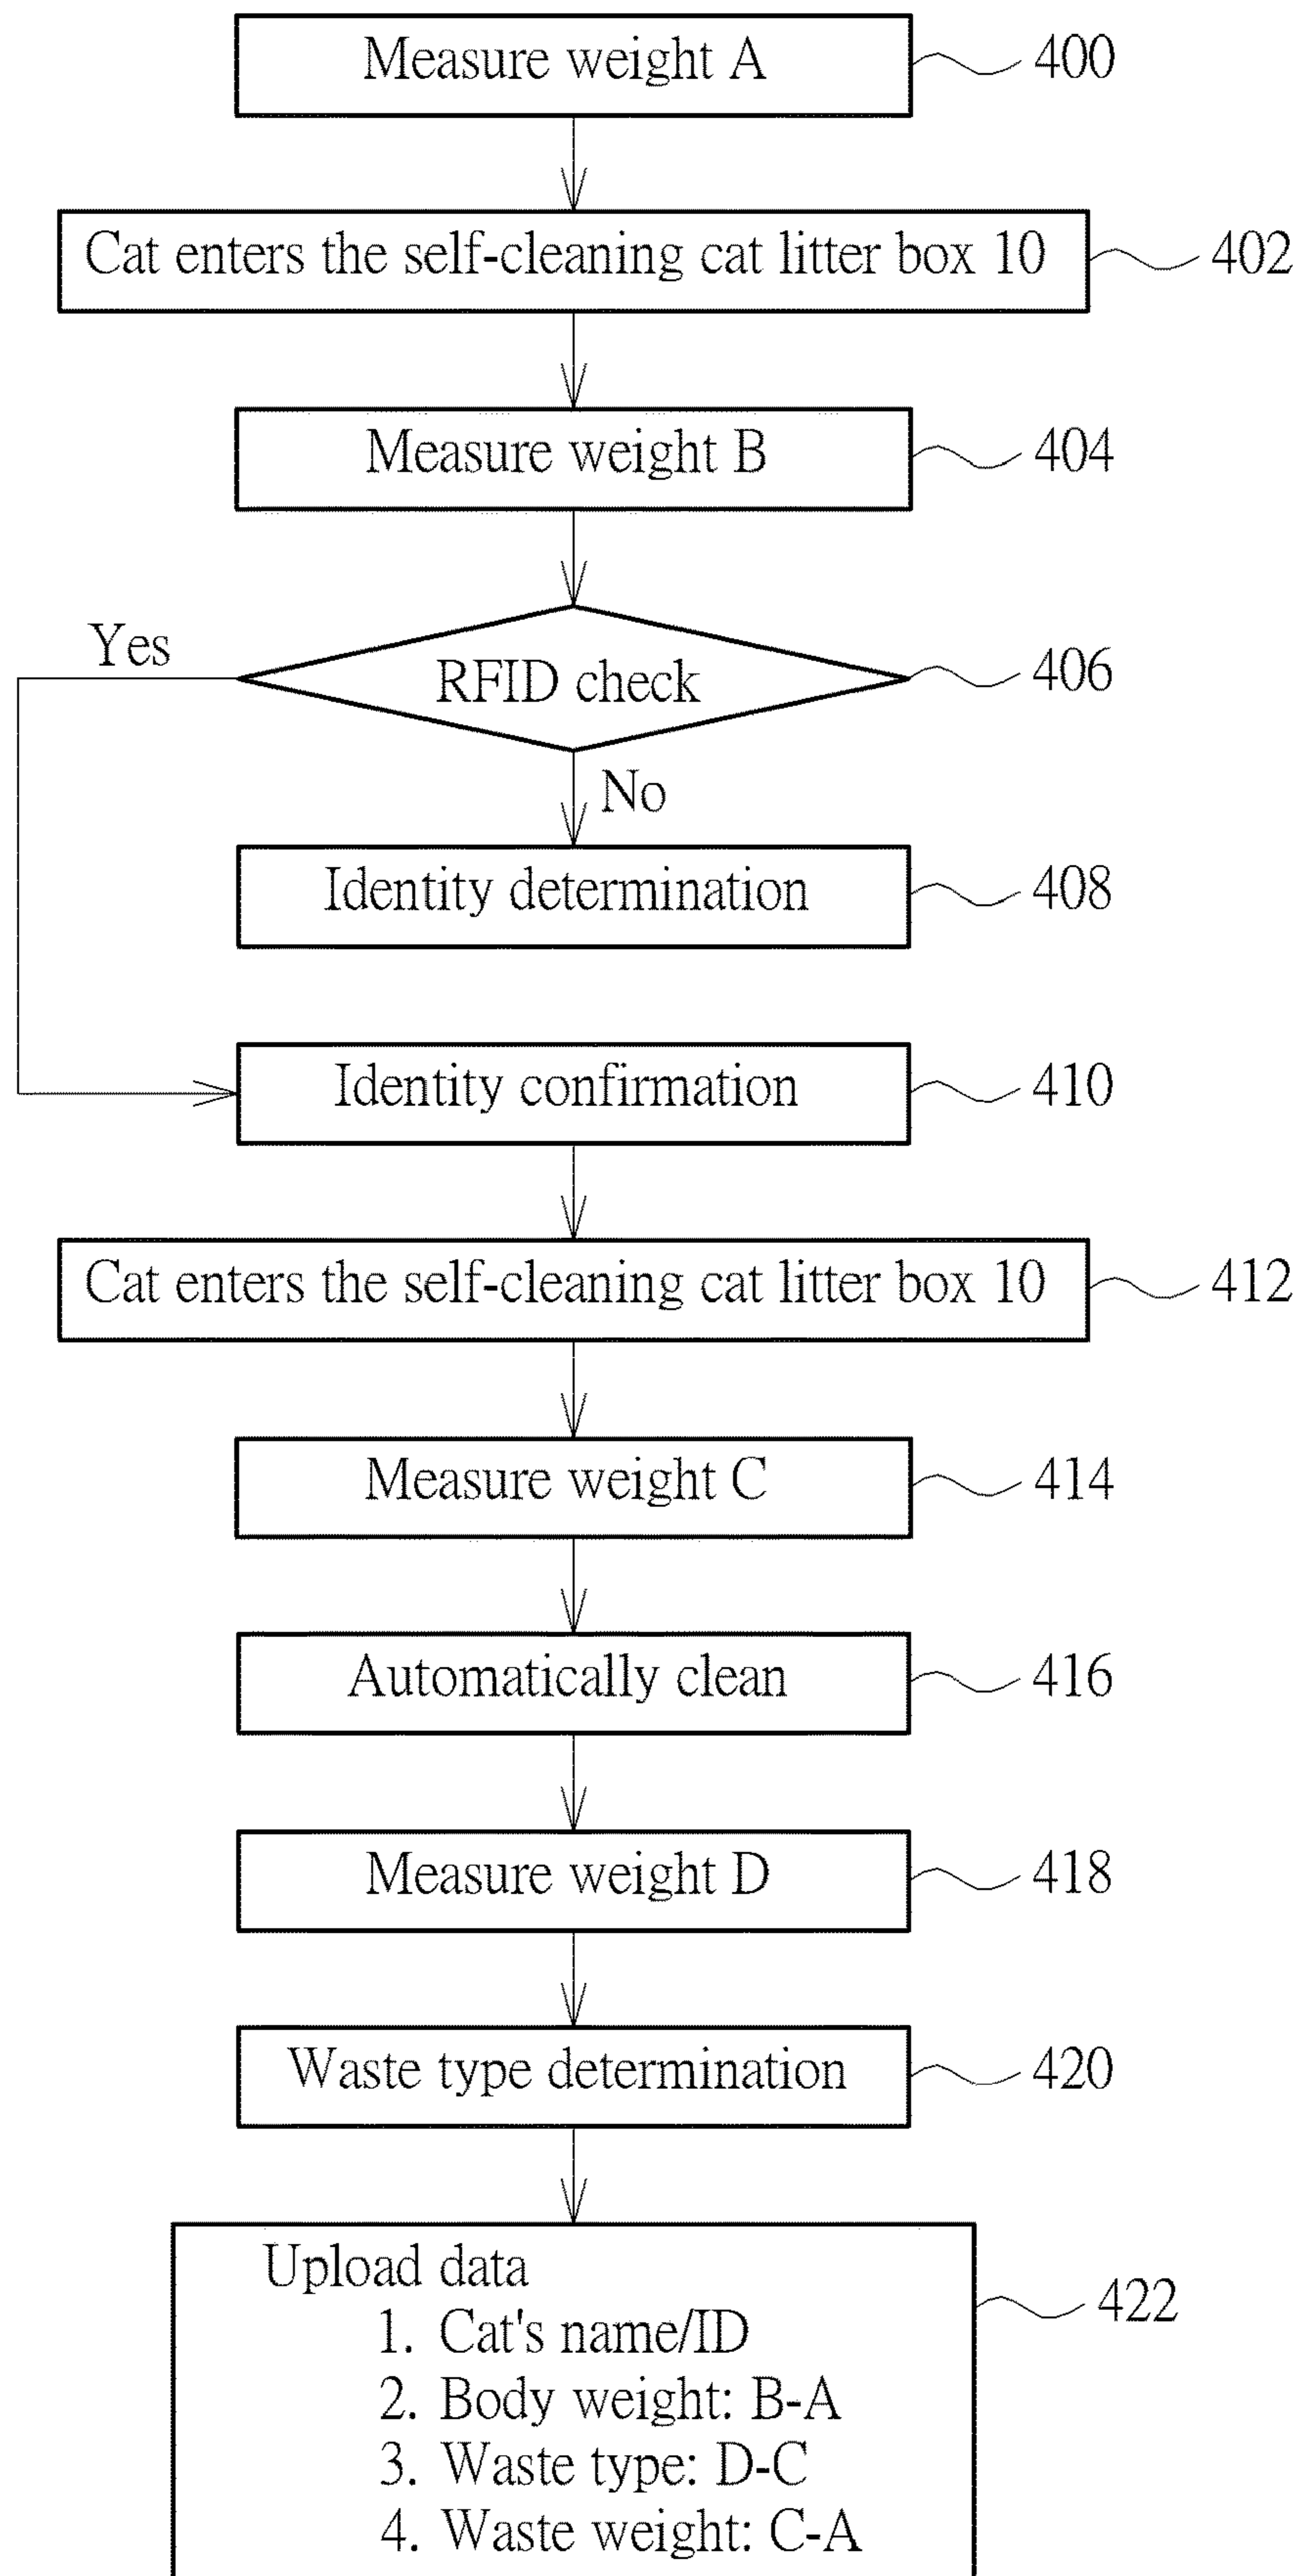 Measure weight A
400
Cat enters the self-cleaning cat litter box 10
402
Measure weight B
404
Yes
RFID check
406
No
Identity determination
408
Identity confirmation
410
Cat enters the self-cleaning cat litter box 10
412
Measure weight C
414
Automatically clean
416
Measure weight D
418
Waste type determination
420
Upload data
422
1. Cat's name/ID
2. Body weight: B-A
3. Waste type: D-C
4. Waste weight: C-A